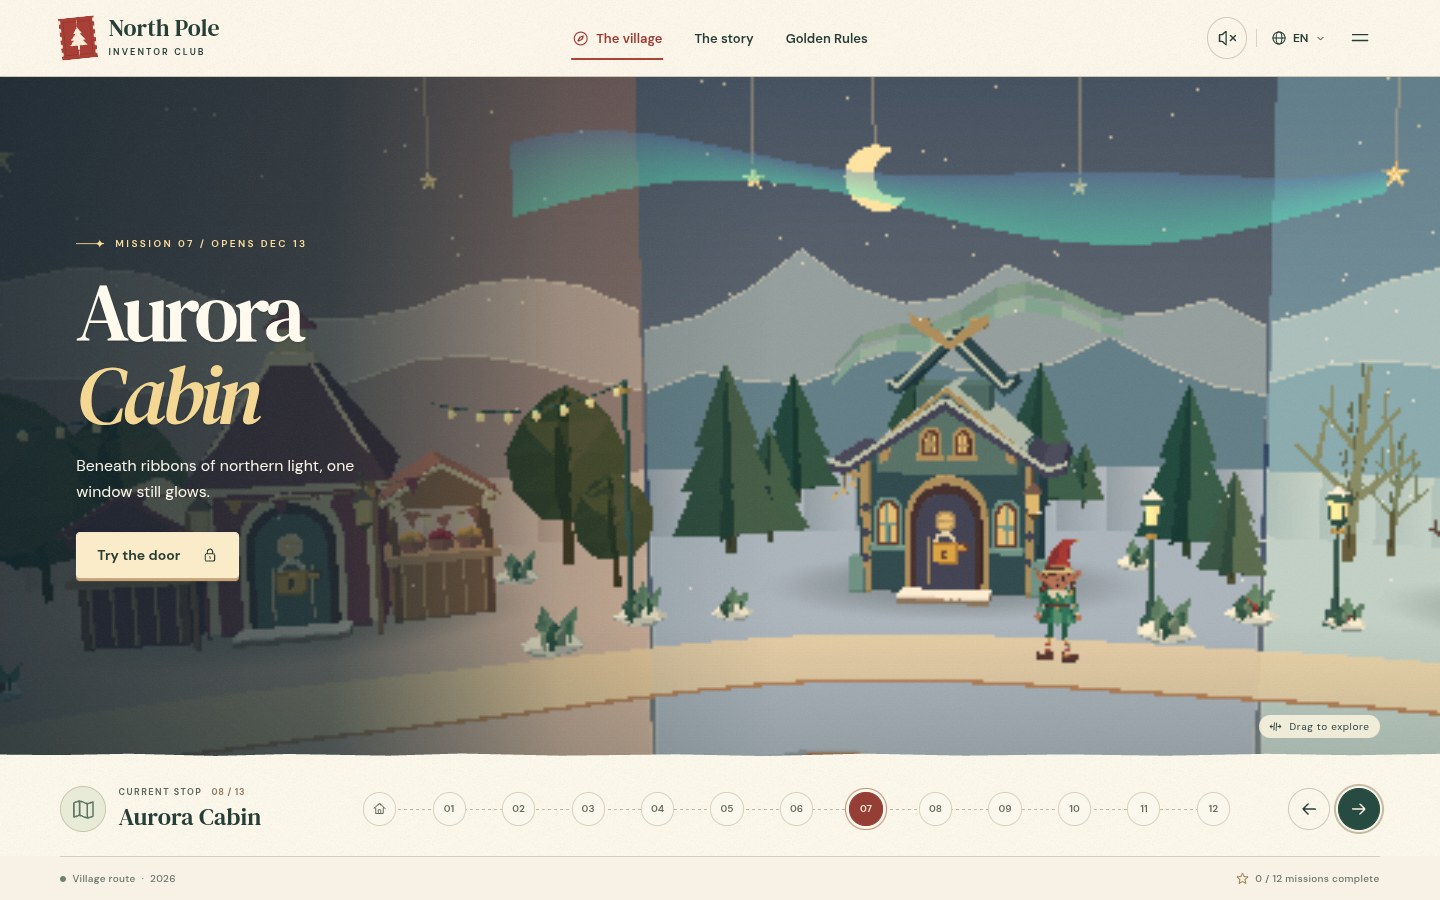 North Pole
INVENTOR CLUB
The village
The story
Golden Rules
EN
MISSION 07 / OPENS DEC 13
Aurora
Cabin
Beneath ribbons of northern light, one
window still glows.
Try the door
Drag to explore
CURRENT STOP 08 / 13
Aurora Cabin
01
02
03
04
05
06
07
08
09
10
11
12
Village route · 2026
0 / 12 missions complete